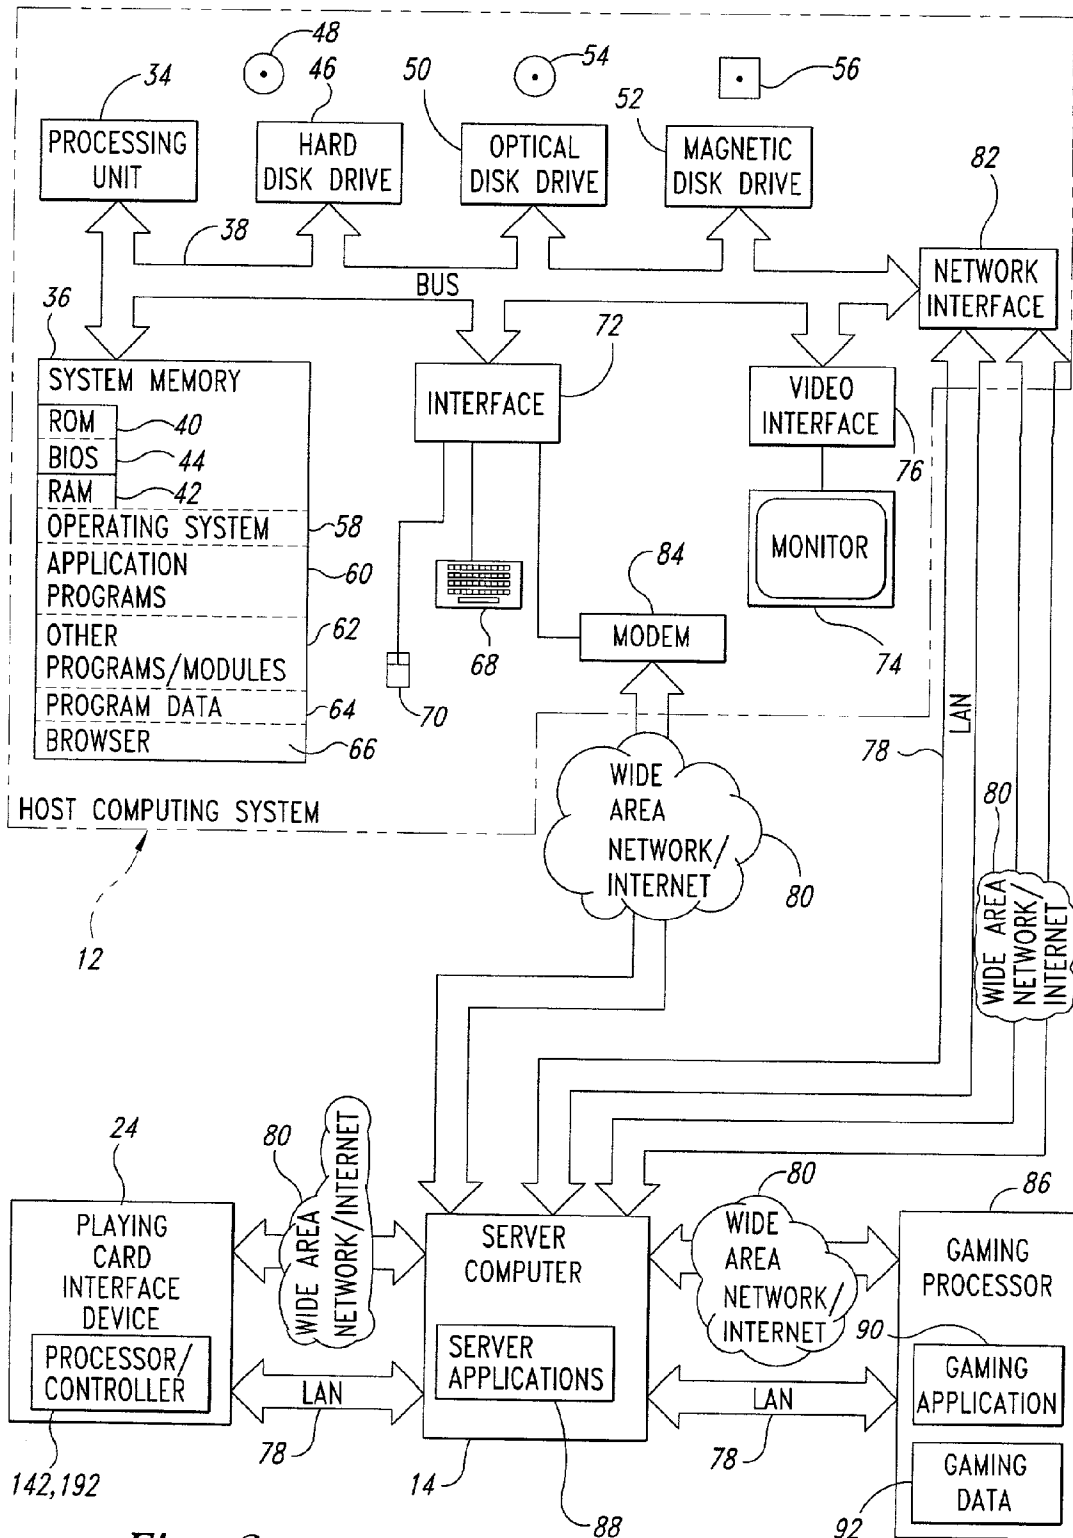 48
54
56
34
46
50
52
82
PROCESSING
UNIT
HARD
DISK DRIVE
OPTICAL
DISK DRIVE
MAGNETIC
DISK DRIVE
NETWORK
INTERFACE
38
BUS
36
72
SYSTEM MEMORY
ROM
40
BIOS
44
RAM
42
OPERATING SYSTEM
58
APPLICATION
PROGRAMS
60
OTHER
PROGRAMS/MODULES
62
PROGRAM DATA
64
BROWSER
66
INTERFACE
VIDEO
INTERFACE
76
MONITOR
74
84
MODEM
68
70
HOST COMPUTING SYSTEM
12
WIDE
AREA
NETWORK/
INTERNET
80
78
LAN
80
WIDE AREA
NETWORK/
INTERNET
24
PLAYING
CARD
INTERFACE
DEVICE
PROCESSOR/
CONTROLLER
142,192
80
WIDE AREA
NETWORK/INTERNET
LAN
78
SERVER
COMPUTER
SERVER
APPLICATIONS
14
88
80
WIDE
AREA
NETWORK/
INTERNET
LAN
78
86
GAMING
PROCESSOR
90
GAMING
APPLICATION
GAMING
DATA
92